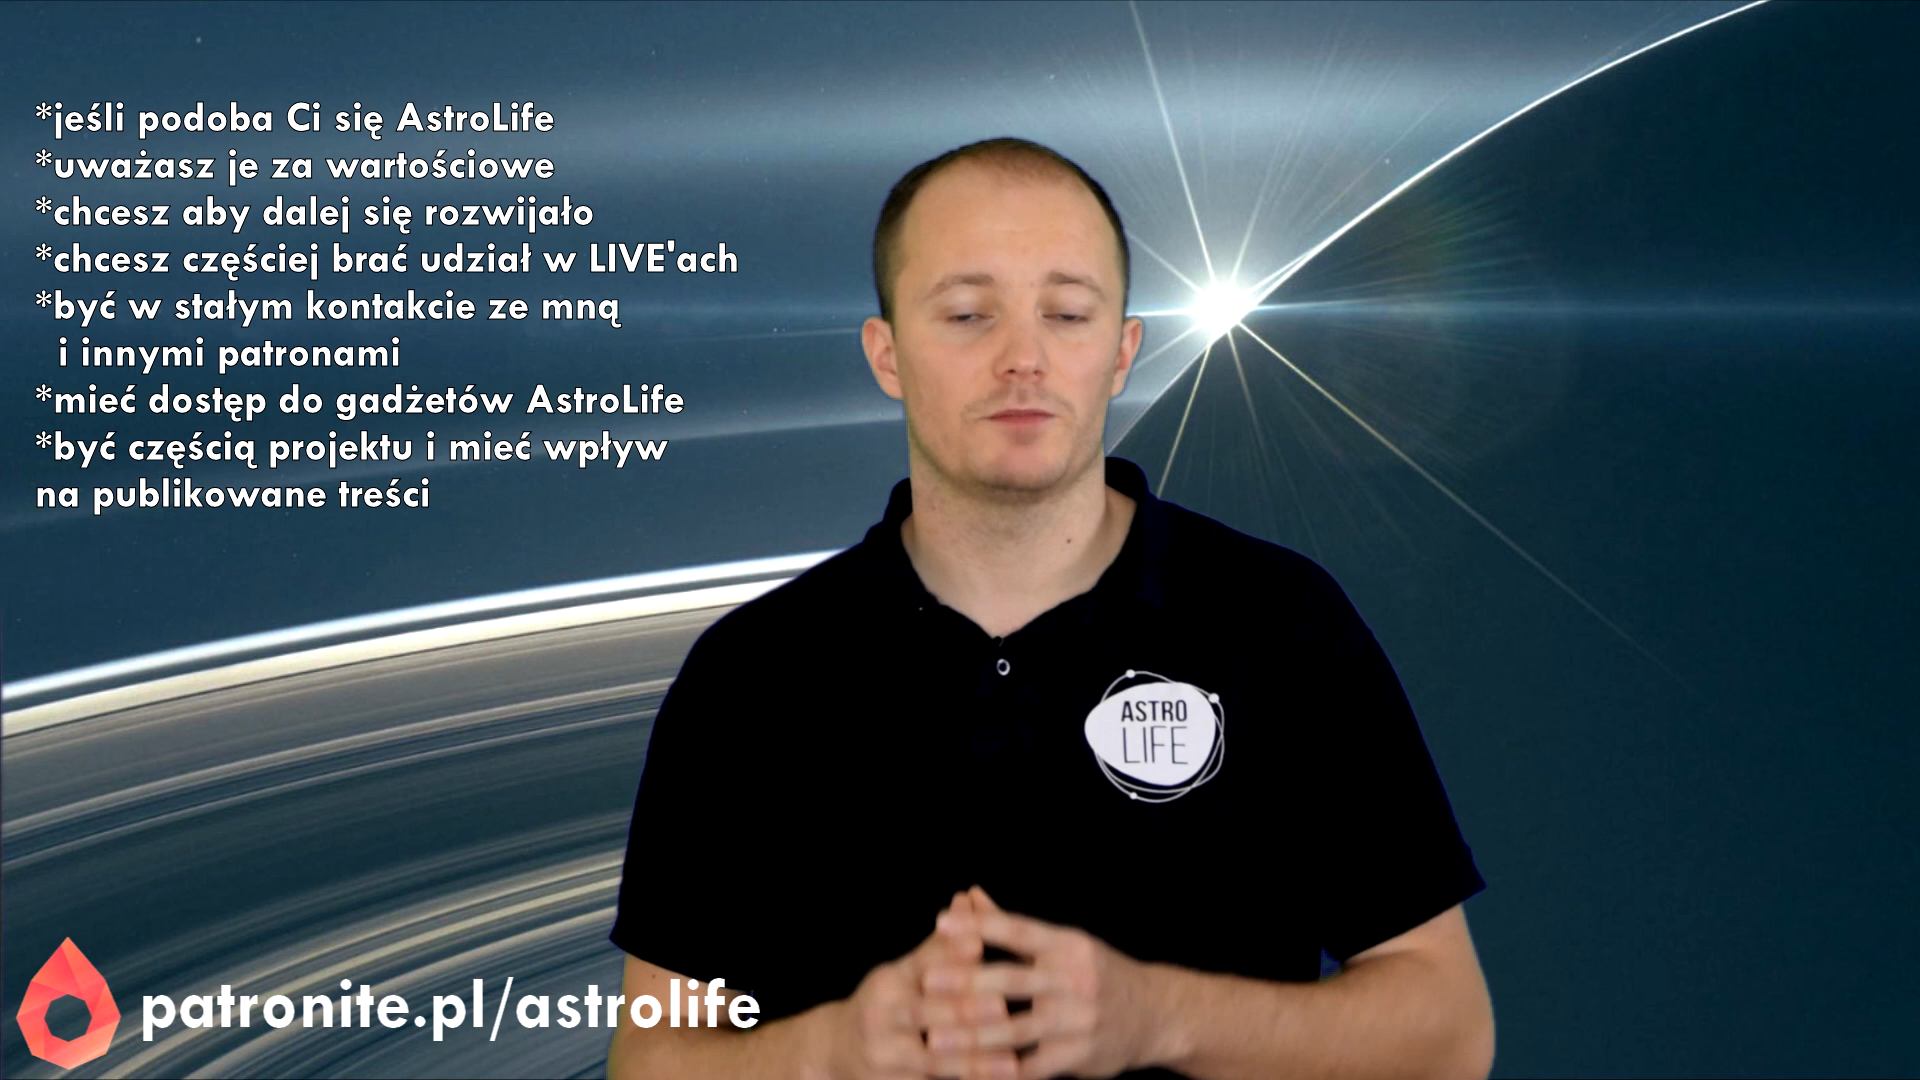 *jeśli podoba Ci się AstroLife
*uważasz je za wartościowe
*chcesz aby dalej się rozwijało
*chcesz częściej brać udział w LIVE'ach
*być w stałym kontakcie ze mną
i innymi patronami
*mieć dostęp do gadżetów AstroLife
*być częścią projektu i mieć wpływ
na publikowane treści
ASTRO
LIFE
patronite.pl/astrolife